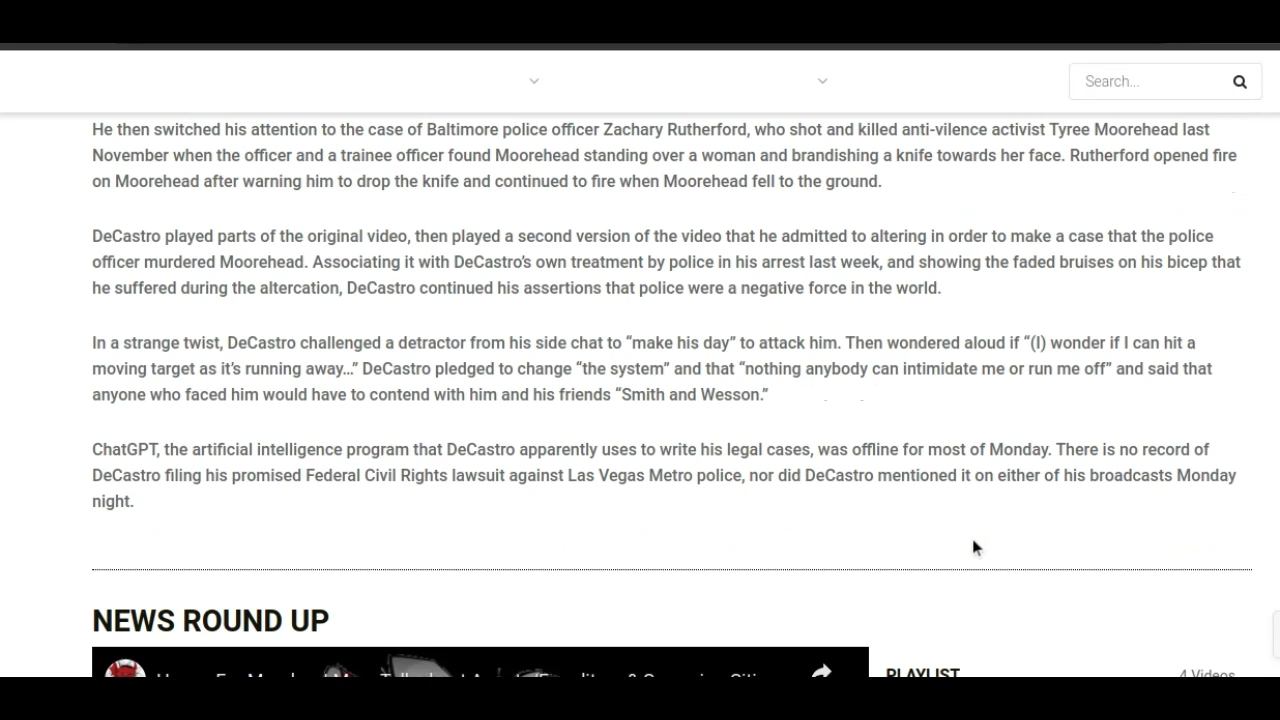 Search...
He then switched his attention to the case of Baltimore police officer Zachary Rutherford, who shot and killed anti-vilence activist Tyree Moorehead last
November when the officer and a trainee officer found Moorehead standing over a woman and brandishing a knife towards her face. Rutherford opened fire
on Moorehead after warning him to drop the knife and continued to fire when Moorehead fell to the ground.
DeCastro played parts of the original video, then played a second version of the video that he admitted to altering in order to make a case that the police
officer murdered Moorehead. Associating it with DeCastro’s own treatment by police in his arrest last week, and showing the faded bruises on his bicep that
he suffered during the altercation, DeCastro continued his assertions that police were a negative force in the world.
In a strange twist, DeCastro challenged a detractor from his side chat to “make his day” to attack him. Then wondered aloud if “(I) wonder if I can hit a
moving target as it’s running away…” DeCastro pledged to change “the system” and that “nothing anybody can intimidate me or run me off” and said that
anyone who faced him would have to contend with him and his friends “Smith and Wesson.”
ChatGPT, the artificial intelligence program that DeCastro apparently uses to write his legal cases, was offline for most of Monday. There is no record of
DeCastro filing his promised Federal Civil Rights lawsuit against Las Vegas Metro police, nor did DeCastro mentioned it on either of his broadcasts Monday
night.
NEWS ROUND UP
PLAYLIST
4 Videos